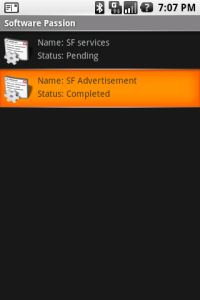 7:07 PM
Software Passion
Name: SF services
Status: Pending
Name: SF Advertisement
Status: Completed